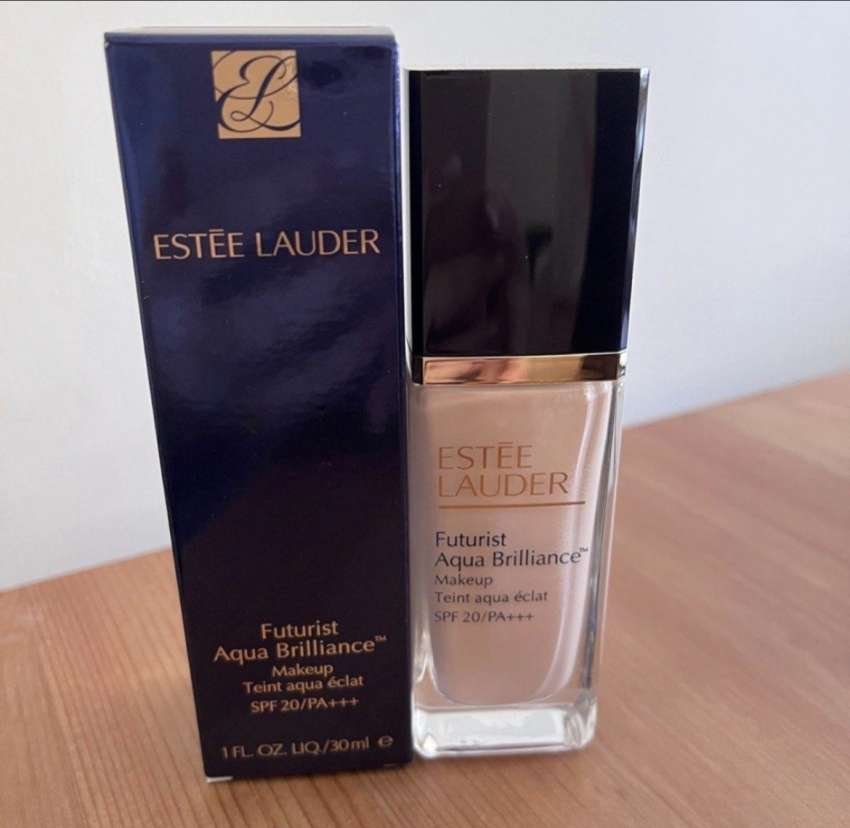 EL
ESTĒE LAUDER
Futurist
Aqua Brilliance™
Makeup
Teint aqua éclat
SPF 20/PA+++
1 FL. OZ. LIQ./30 ml ℮
ESTĒE
LAUDER
Futurist
Aqua Brilliance™
Makeup
Teint aqua éclat
SPF 20/PA+++